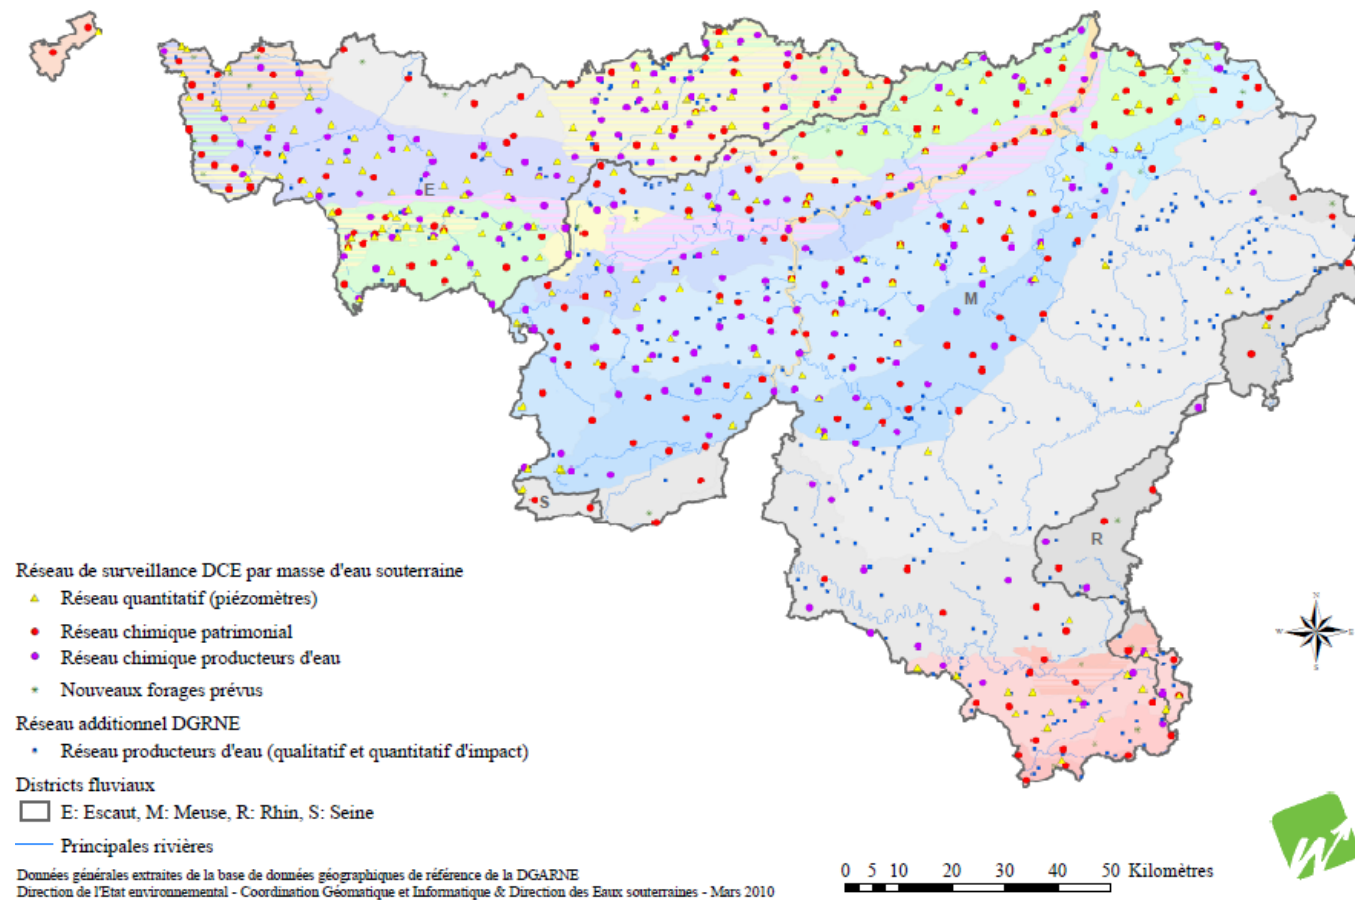 E
M
S
R
Réseau de surveillance DCE par masse d'eau souterraine
Réseau quantitatif (piézomètres)
Réseau chimique patrimonial
Réseau chimique producteurs d'eau
Nouveaux forages prévus
Réseau additionnel DGRNE
Réseau producteurs d'eau (qualitatif et quantitatif d'impact)
Districts fluviaux
E: Escaut, M: Meuse, R: Rhin, S: Seine
Principales rivières
N
W E
S
0 5 10 20 30 40 50 Kilomètres
Données générales extraites de la base de données géographiques de référence de la DGARNE
Direction de l'Etat environnemental - Coordination Géomatique et Informatique & Direction des Eaux souterraines - Mars 2010